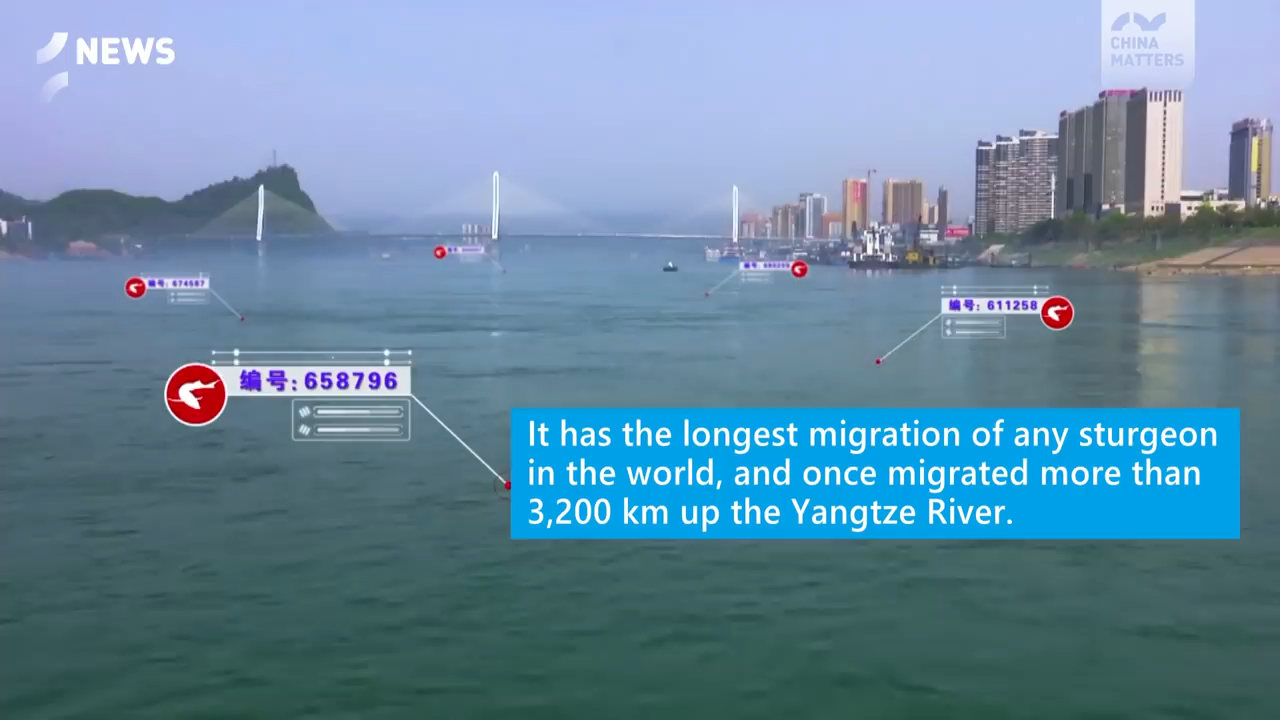 NEWS
CHINA
MATTERS
编号: 674587
编号: 611258
编号: 658796
It has the longest migration of any sturgeon
in the world, and once migrated more than
3,200 km up the Yangtze River.